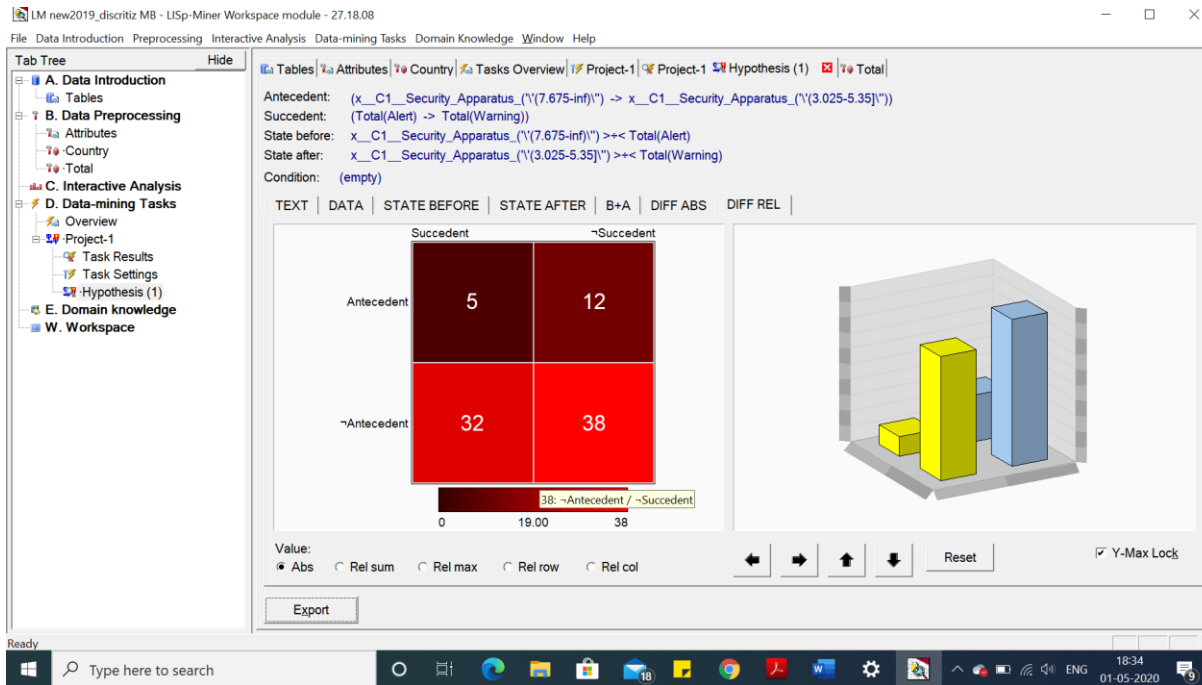 LM new2019_discritiz MB - LISp-Miner Workspace module - 27.18.08
File Data Introduction Preprocessing Interactive Analysis Data-mining Tasks Domain Knowledge Window Help
Tab Tree Hide
A. Data Introduction
Tables
B. Data Preprocessing
Attributes
·Country
·Total
C. Interactive Analysis
D. Data-mining Tasks
Overview
·Project-1
Task Results
Task Settings
·Hypothesis (1)
E. Domain knowledge
W. Workspace
Tables Attributes Country Tasks Overview Project-1 Project-1 Hypothesis (1) Total
Antecedent: (x__C1__Security_Apparatus_("\'(7.675-inf)\'") -> x__C1__Security_Apparatus_("\'(3.025-5.35]\'"))
Succedent: (Total(Alert) -> Total(Warning))
State before: x__C1__Security_Apparatus_("\'(7.675-inf)\'") >÷< Total(Alert)
State after: x__C1__Security_Apparatus_("\'(3.025-5.35]\'") >÷< Total(Warning)
Condition: (empty)
TEXT DATA STATE BEFORE STATE AFTER B+A DIFF ABS DIFF REL
Succedent ¬Succedent
Antecedent 5 12
¬Antecedent 32 38
38: ¬Antecedent / ¬Succedent
0 19.00 38
Value:
Abs Rel sum Rel max Rel row Rel col
Reset
Y-Max Lock
Export
Ready
Type here to search
18
W
ENG
18:34
01-05-2020
9